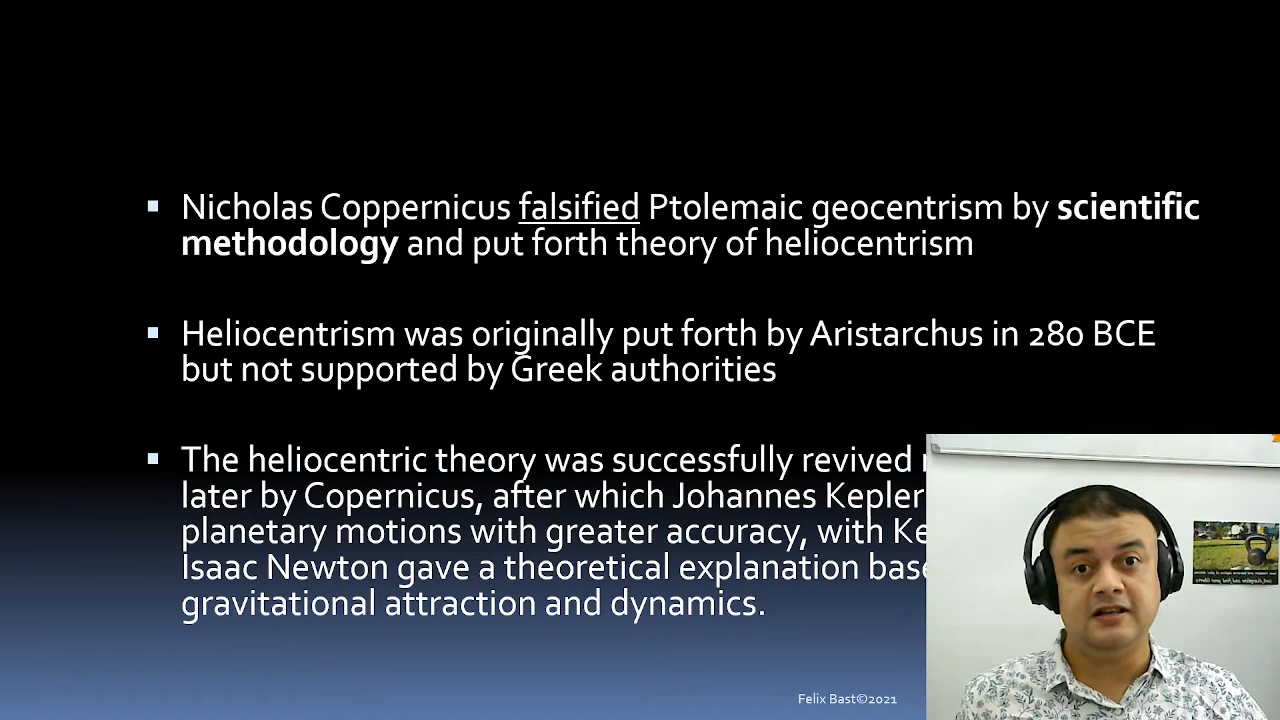 Nicholas Coppernicus falsified Ptolemaic geocentrism by scientific
methodology and put forth theory of heliocentrism
Heliocentrism was originally put forth by Aristarchus in 280 BCE
but not supported by Greek authorities
The heliocentric theory was successfully revived
later by Copernicus, after which Johannes Kepler
planetary motions with greater accuracy, with
Isaac Newton gave a theoretical explanation
gravitational attraction and dynamics.
Felix Bast©2021